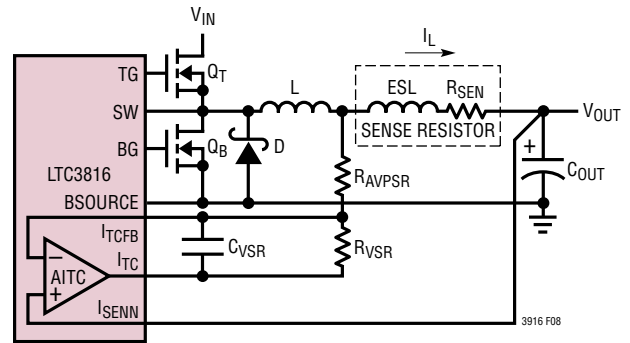 VIN
IL
TG
QT
L
ESL
RSEN
SW
VOUT
SENSE RESISTOR
+
BG
QB
D
COUT
LTC3816
RAVPSR
BSOURCE
ITCFB
CVSR
RVSR
ITC
−
AITC
+
ISENN
3916 F08